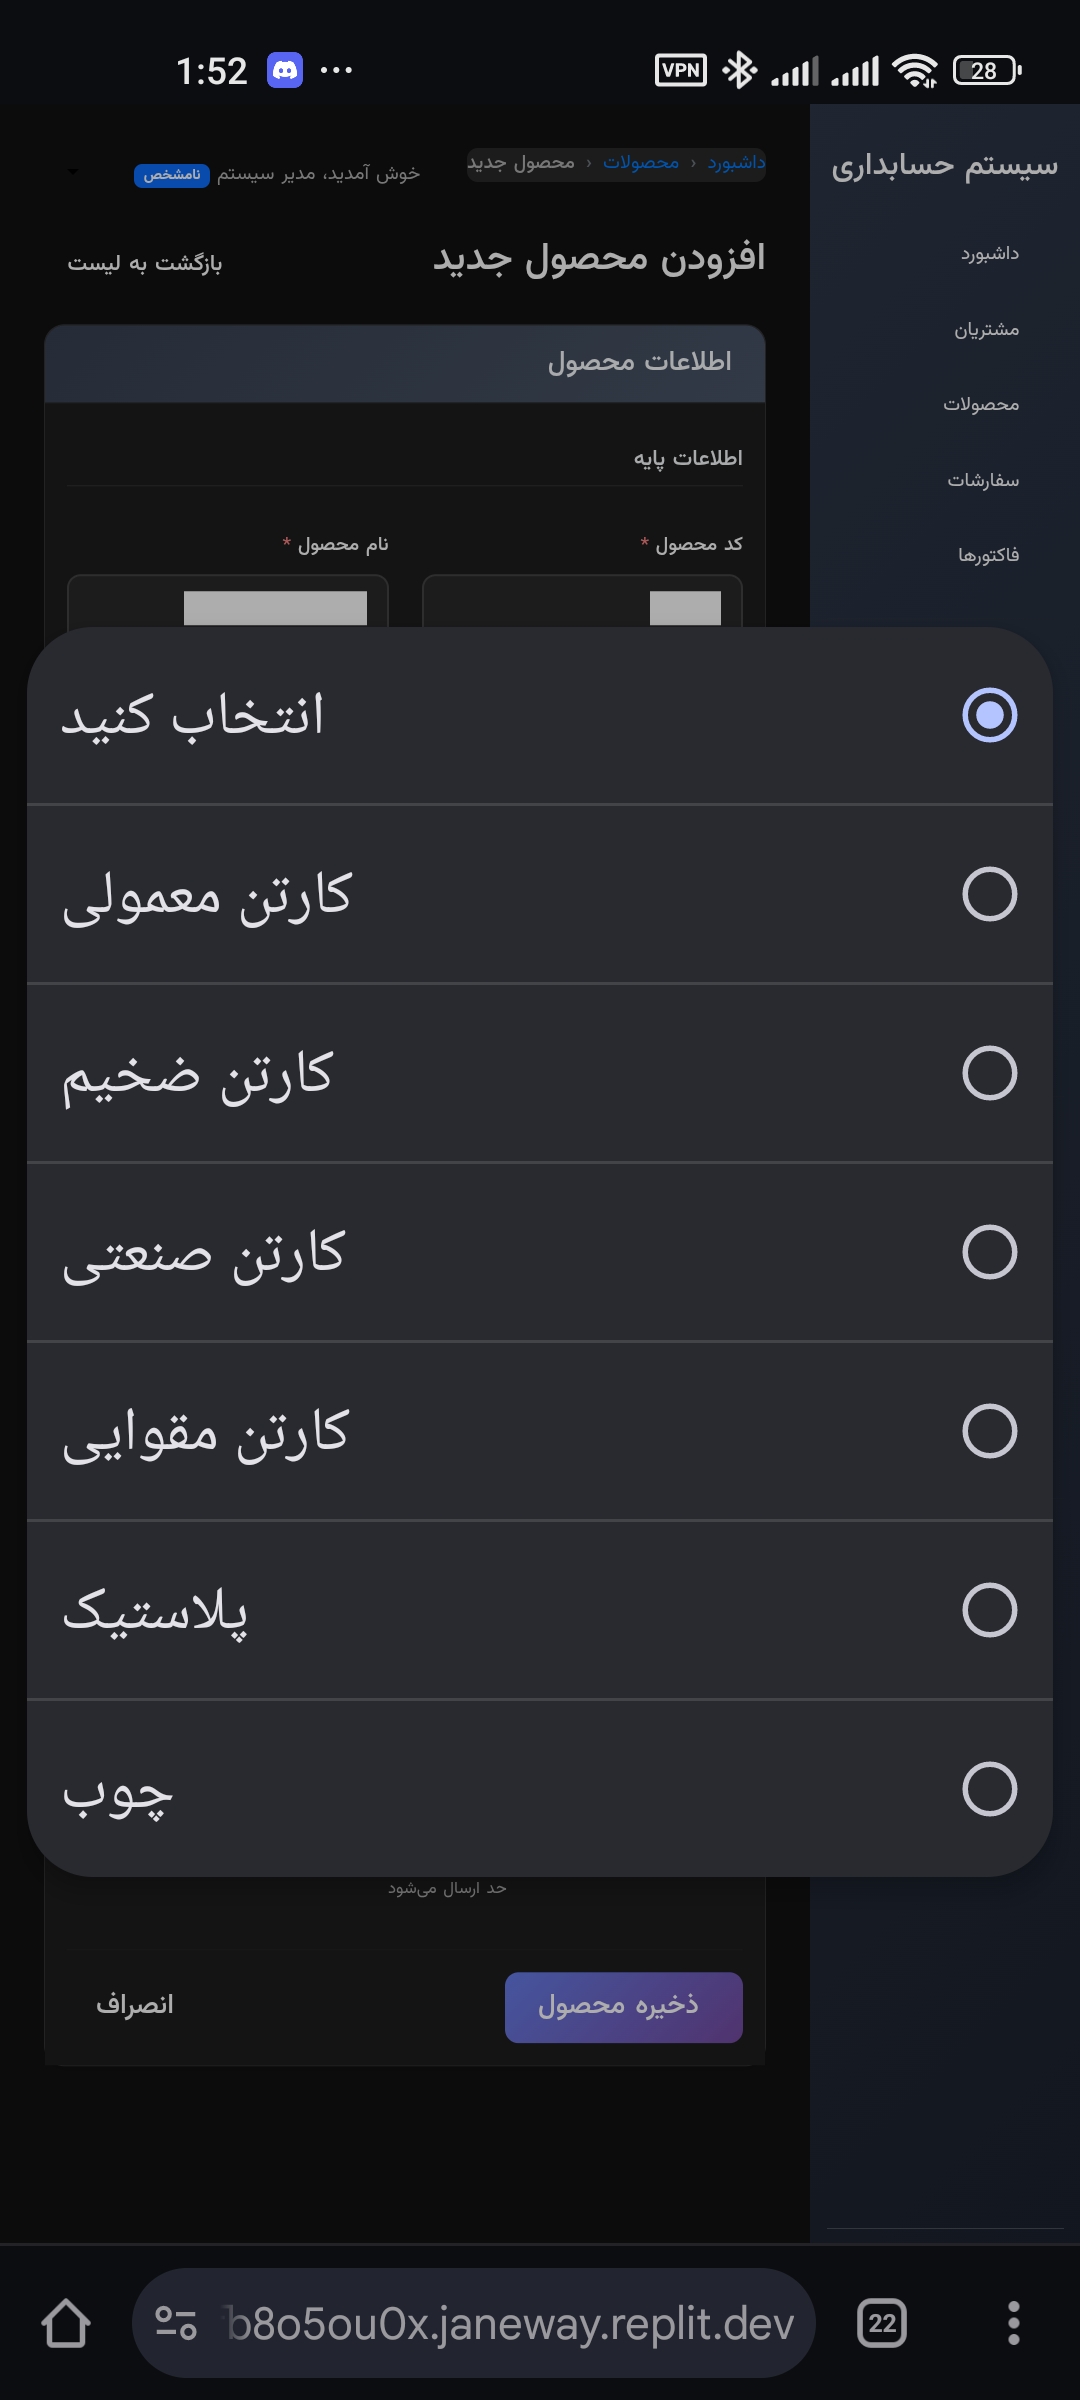 1:52 ... VPN 28
سیستم حسابداری
داشبورد
مشتریان
محصولات
سفارشات
فاکتورها
داشبورد › محصولات › محصول جدید
خوش آمدید، مدیر سیستم نامشخص
افزودن محصول جدید
بازگشت به لیست
اطلاعات محصول
اطلاعات پایه
کد محصول *
نام محصول *
انتخاب کنید
کارتن معمولی
کارتن ضخیم
کارتن صنعتی
کارتن مقوایی
پلاستیک
چوب
حد ارسال می‌شود
ذخیره محصول
انصراف
b8o5ou0x.janeway.replit.dev
22